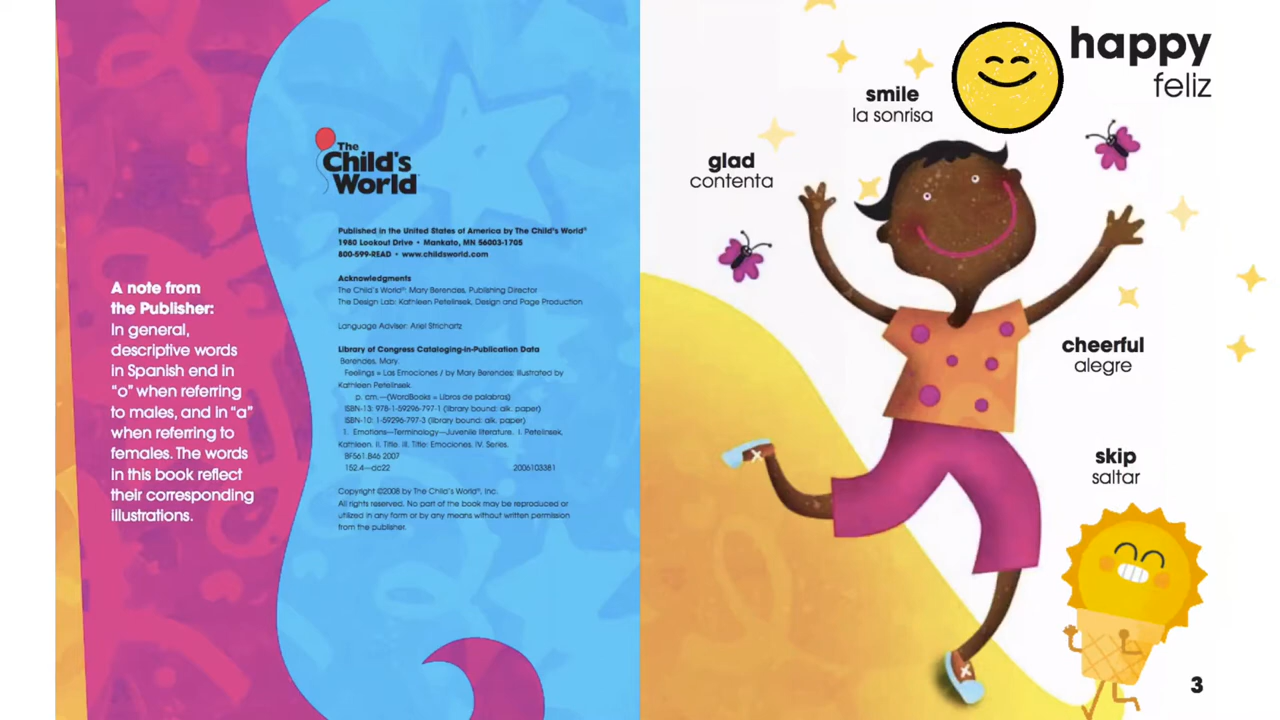 A note from
the Publisher:
In general,
descriptive words
in Spanish end in
"o" when referring
to males, and in "a"
when referring to
females. The words
in this book reflect
their corresponding
illustrations.
The
Child's
World
Published in the United States of America by The Child's World®
1980 Lookout Drive • Mankato, MN 56003-1705
800-599-READ • www.childsworld.com
Acknowledgments
The Child's World®: Mary Berendes, Publishing Director
The Design Lab: Kathleen Petelinsek, Design and Page Production
Language Adviser: Ariel Strichartz
Library of Congress Cataloging-in-Publication Data
Berendes, Mary.
Feelings = Las Emociones / by Mary Berendes; illustrated by
Kathleen Petelinsek.
p. cm.—(WordBooks = Libros de palabras)
ISBN-13: 978-1-59296-797-1 (library bound: alk. paper)
ISBN-10: 1-59296-797-3 (library bound: alk. paper)
1. Emotions—Terminology—Juvenile literature. I. Petelinsek,
Kathleen. II. Title. III. Title: Emociones. IV. Series.
BF561.B46 2007
152.4—dc22 2006103381
Copyright ©2008 by The Child's World®, Inc.
All rights reserved. No part of the book may be reproduced or
utilized in any form or by any means without written permission
from the publisher.
happy
feliz
smile
la sonrisa
glad
contenta
cheerful
alegre
skip
saltar
3